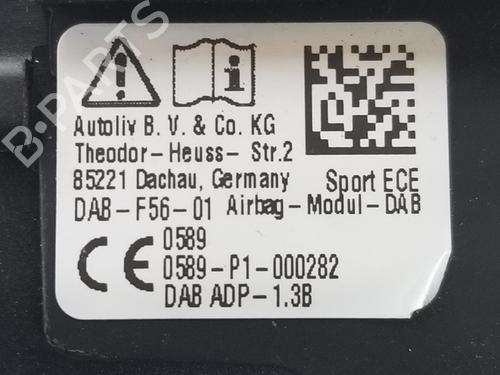 B-PARTS
Autoliv B. V. & Co. KG
Theodor-Heuss- Str.2
85221 Dachau, Germany Sport ECE
DAB-F56-01 Airbag-Modul-DAB
0589
0589-P1-000282
DAB ADP-1.3B